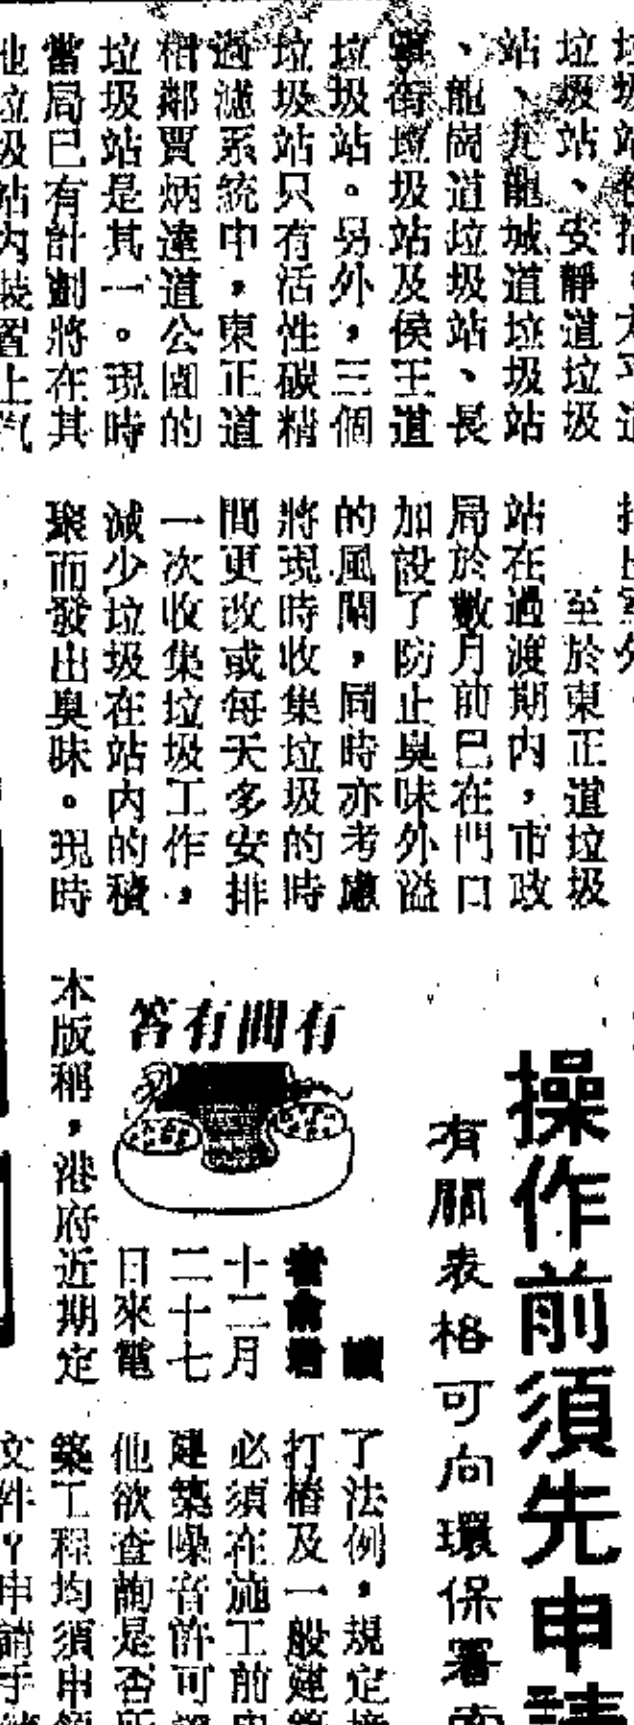 垃圾站、安靜道垃圾
站、九龍城道垃圾站
、龍崗道垃圾站、長
街垃圾站及侯王道
垃圾站。另外，三個
垃圾站只有活性碳精
過濾系統中，東正道
相鄰賈炳達道公園的
垃圾站是其一。現時
當局已有計劃將在其
他垃圾站內裝置上汽
至於東正道垃圾
站在過渡期內，市政
局於數月前已在門口
加設了防止臭味外溢
的風閘，同時亦考慮
將現時收集垃圾的時
間更改或每天多安排
一次收集垃圾工作，
減少垃圾在站內的積
聚而發出臭味。現時
操作前須先申請
有關表格可向環保署索
有問有答
讀
者俞君
十二月
二十七
日來電
本版稱，港府近期定
了法例，規定
打樁及一般建築
必須在施工前申
建築噪音許可證
他欲查詢是否所
築工程均須申領
文件？申請手續